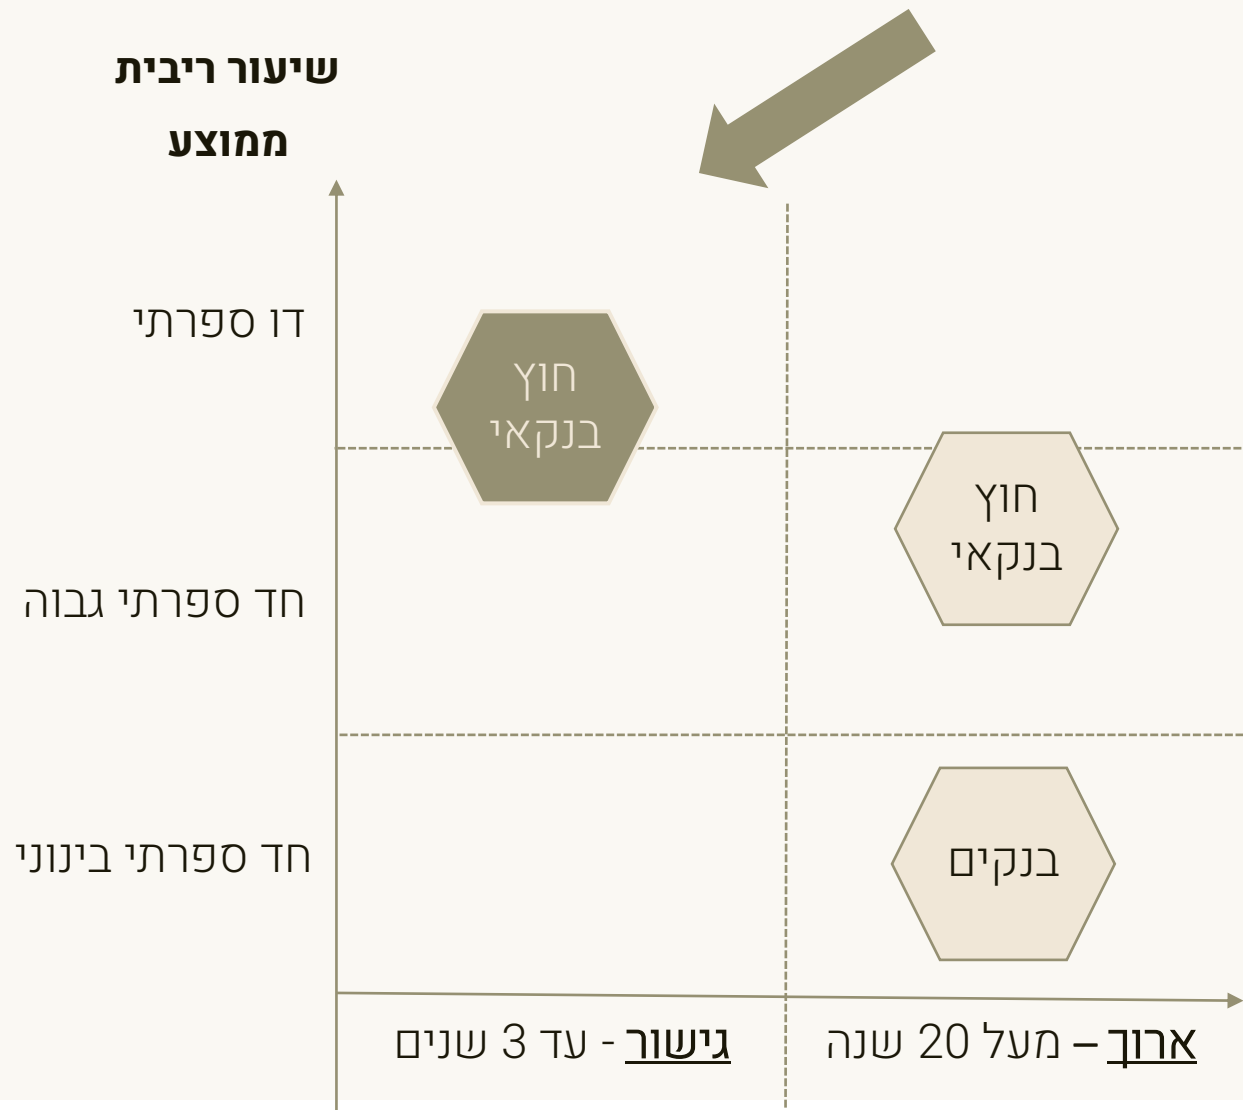 שיעור ריבית
ממוצע
דו ספרתי
חוץ
בנקאי
חוץ
בנקאי
חד ספרתי גבוה
חד ספרתי בינוני
בנקים
גישור - עד 3 שנים
ארוך – מעל 20 שנה